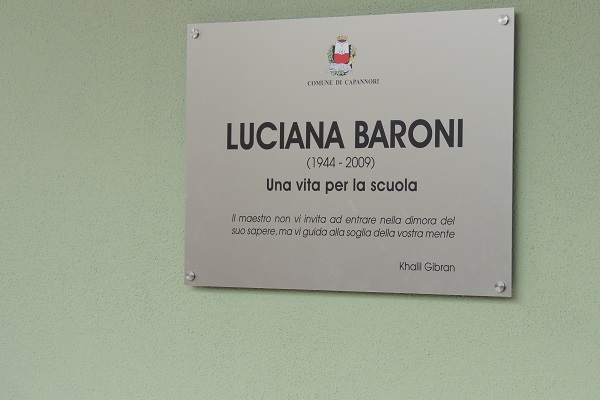 COMUNE DI CAPANNORI
LUCIANA BARONI
(1944 - 2009)
Una vita per la scuola
Il maestro non vi invita ad entrare nella dimora del
suo sapere, ma vi guida alla soglia della vostra mente
Khalil Gibran